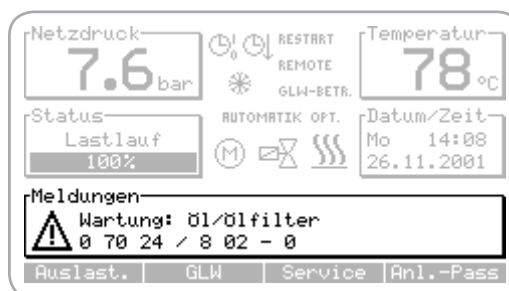 Netzdruck
7.6 bar
RESTART
REMOTE
GLW-BETR.
Temperatur
78 °C
Status
Lastlauf
100%
AUTOMATIK OPT.
M
Datum/Zeit
Mo 14:08
26.11.2001
Meldungen
Wartung: Öl/Ölfilter
0 70 24 / 8 02 - 0
Auslast. GLW Service Anl.-Pass